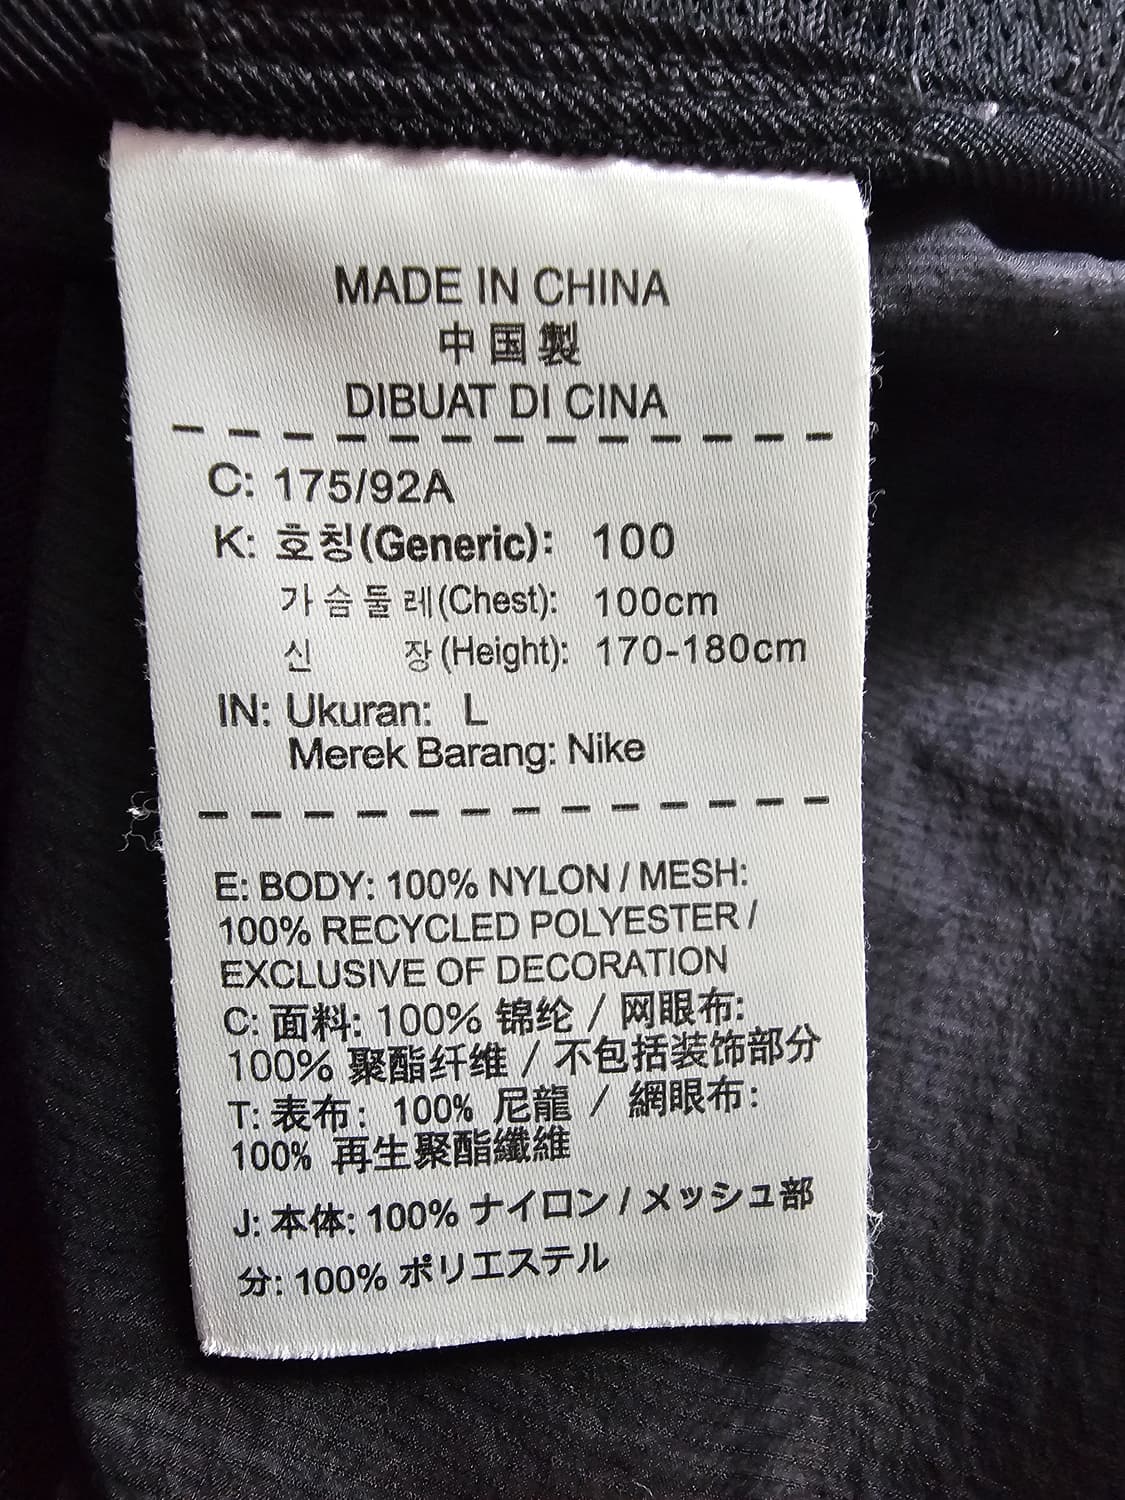 MADE IN CHINA
中国製
DIBUAT DI CINA
C: 175/92A
K: 호칭(Generic): 100
가슴둘레(Chest): 100cm
신 장(Height): 170-180cm
IN: Ukuran: L
Merek Barang: Nike
E: BODY: 100% NYLON / MESH:
100% RECYCLED POLYESTER /
EXCLUSIVE OF DECORATION
C: 面料: 100% 锦纶 / 网眼布:
100% 聚酯纤维 / 不包括装饰部分
T: 表布: 100% 尼龍 / 網眼布:
100% 再生聚酯纖維
J: 本体: 100% ナイロン / メッシュ部
分: 100% ポリエステル